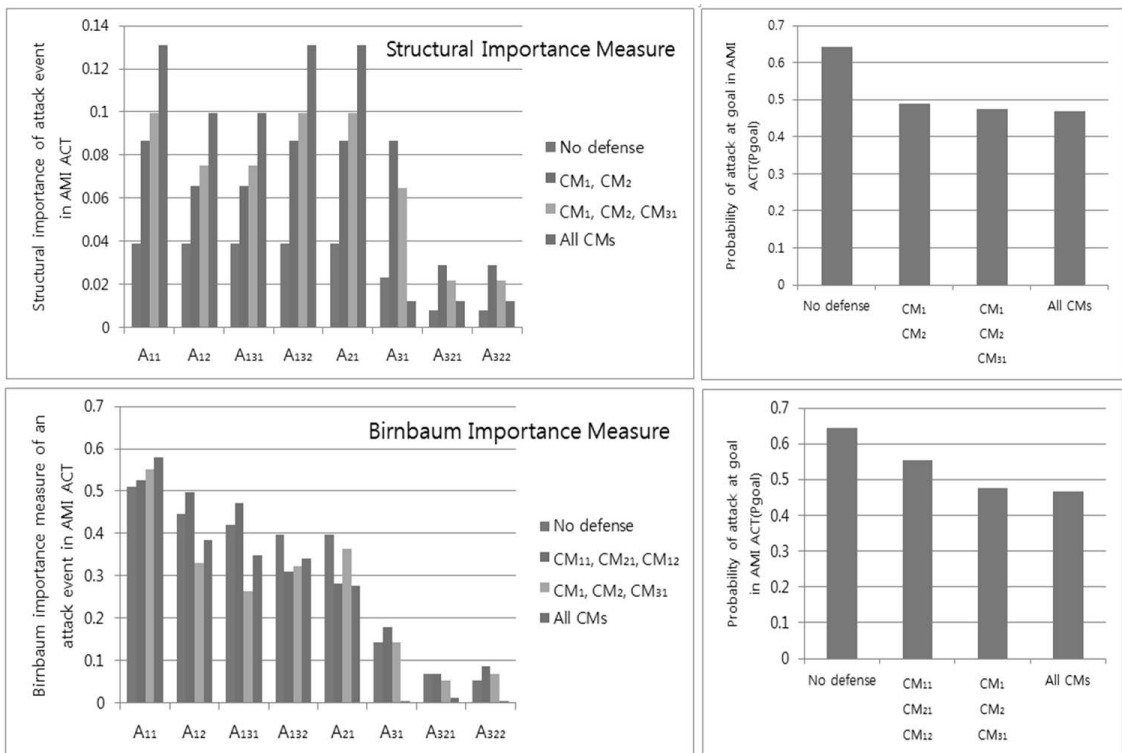 Structural Importance Measure
Structural importance of attack event
in AMI ACT
0.14
0.12
0.1
0.08
0.06
0.04
0.02
0
A11 A12 A131 A132 A21 A31 A321 A322
No defense
CM1, CM2
CM1, CM2, CM31
All CMs
Probability of attack at goal in AMI
ACT(Pgoal)
0.7
0.6
0.5
0.4
0.3
0.2
0.1
0
No defense CM1 CM1 All CMs
CM2 CM2
CM31
Birnbaum Importance Measure
Birnbaum importance measure of an
attack event in AMI ACT
0.7
0.6
0.5
0.4
0.3
0.2
0.1
0
A11 A12 A131 A132 A21 A31 A321 A322
No defense
CM11, CM21, CM12
CM1, CM2, CM31
All CMs
Probability of attack at goal
in AMI ACT(Pgoal)
0.7
0.6
0.5
0.4
0.3
0.2
0.1
0
No defense CM11 CM1 All CMs
CM21 CM2
CM12 CM31